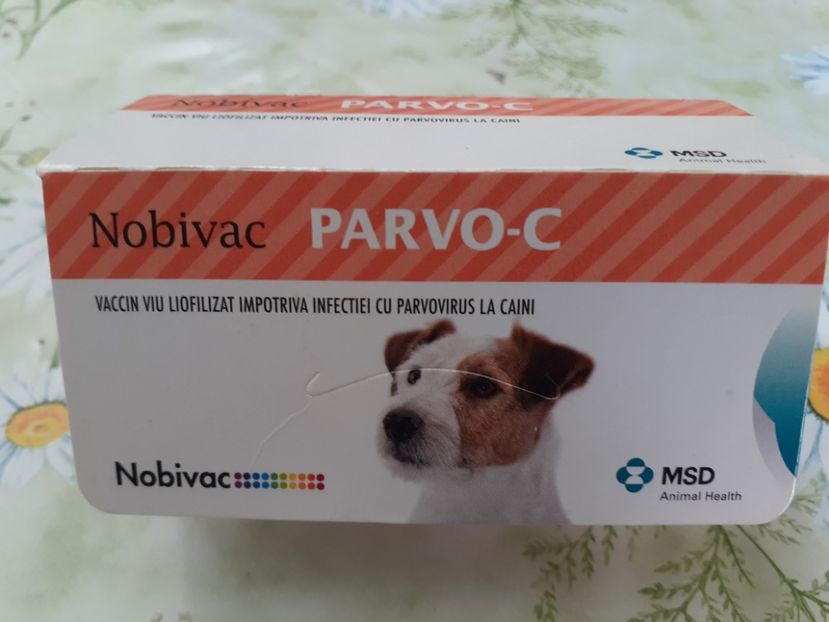 Nobivac PARVO-C
VACCIN VIU LIOFILIZAT IMPOTRIVA INFECTIEI CU PARVOVIRUS LA CAINI
MSD
Animal Health
Nobivac PARVO-C
VACCIN VIU LIOFILIZAT IMPOTRIVA INFECTIEI CU PARVOVIRUS LA CAINI
Nobivac
MSD
Animal Health